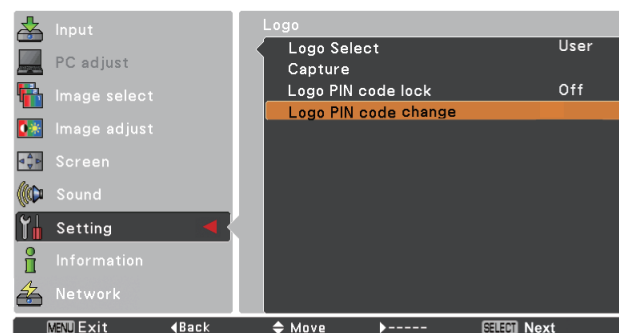 Input
PC adjust
Image select
Image adjust
Screen
Sound
Setting
Information
Network
Logo
Logo Select User
Capture
Logo PIN code lock Off
Logo PIN code change
MENU Exit Back Move ----- SELECT Next